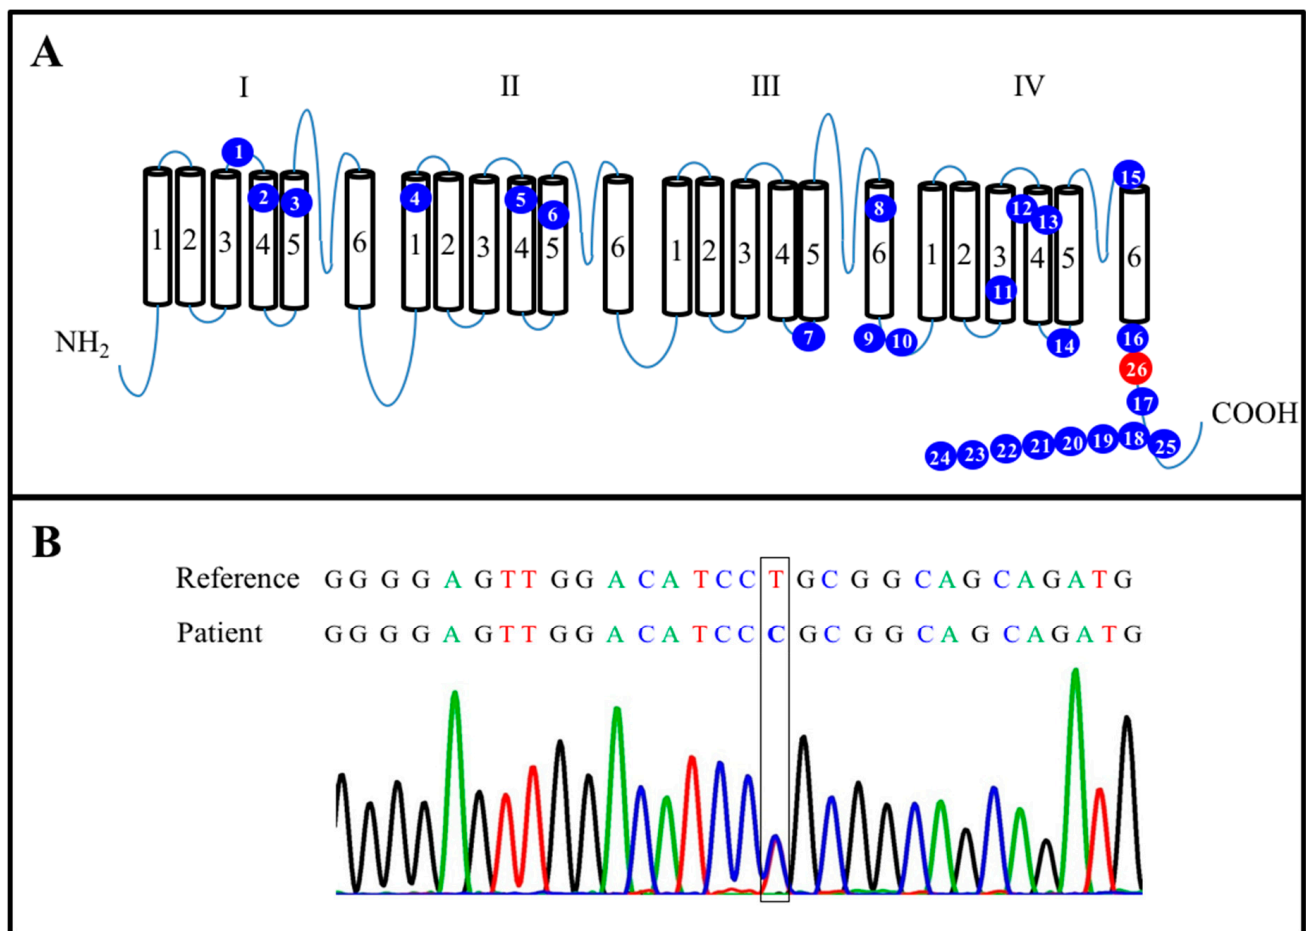 A
I II III IV
1 2 3 4 5 6 1 2 3 4 5 6 1 2 3 4 5 6 1 2 3 4 5 6
1 2 3 4 5 6 7 8 9 10 11 12 13 14 15 16 26 17 18 19 20 21 22 23 24 25
NH2
COOH
B
Reference G G G G A G T T G G A C A T C C T G C G G C A G C A G A T G
Patient G G G G A G T T G G A C A T C C C G C G G C A G C A G A T G